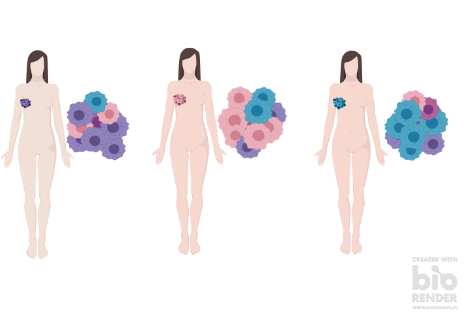 CREATED WITH
bio
RENDER